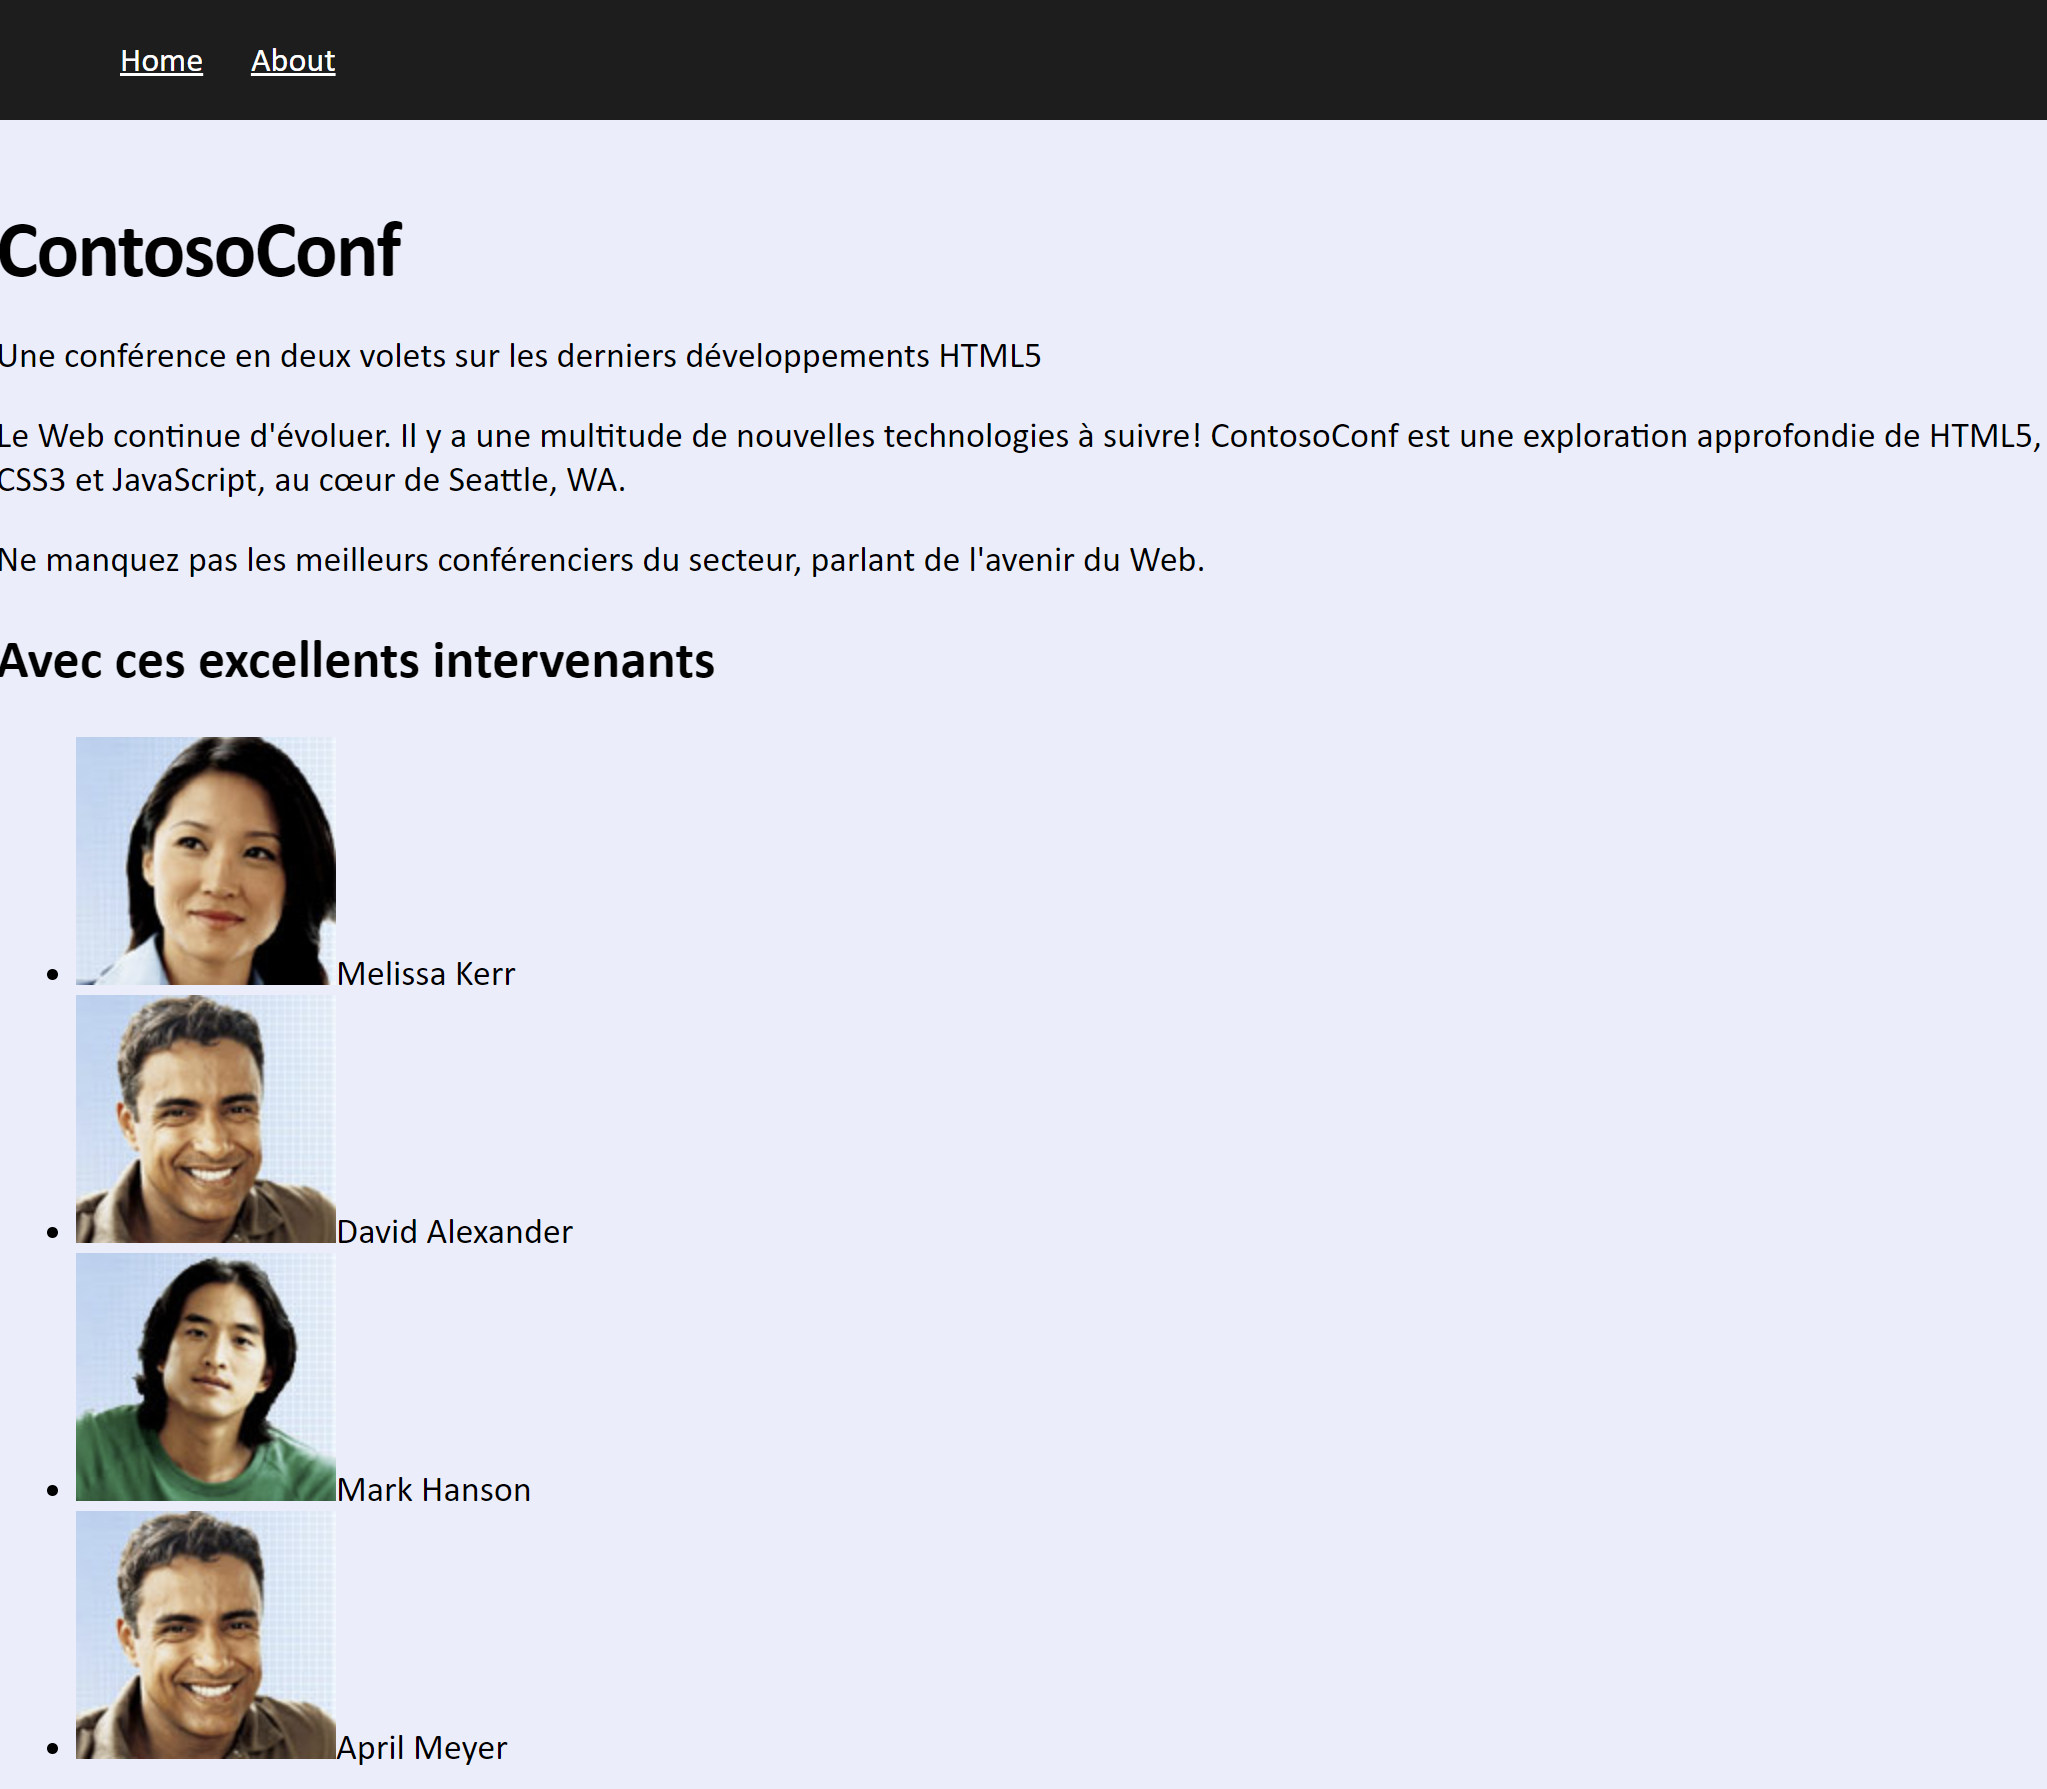 Home About
ContosoConf
Une conférence en deux volets sur les derniers développements HTML5
Le Web continue d'évoluer. Il y a une multitude de nouvelles technologies à suivre! ContosoConf est une exploration approfondie de HTML5,
CSS3 et JavaScript, au cœur de Seattle, WA.
Ne manquez pas les meilleurs conférenciers du secteur, parlant de l'avenir du Web.
Avec ces excellents intervenants
Melissa Kerr
David Alexander
Mark Hanson
April Meyer